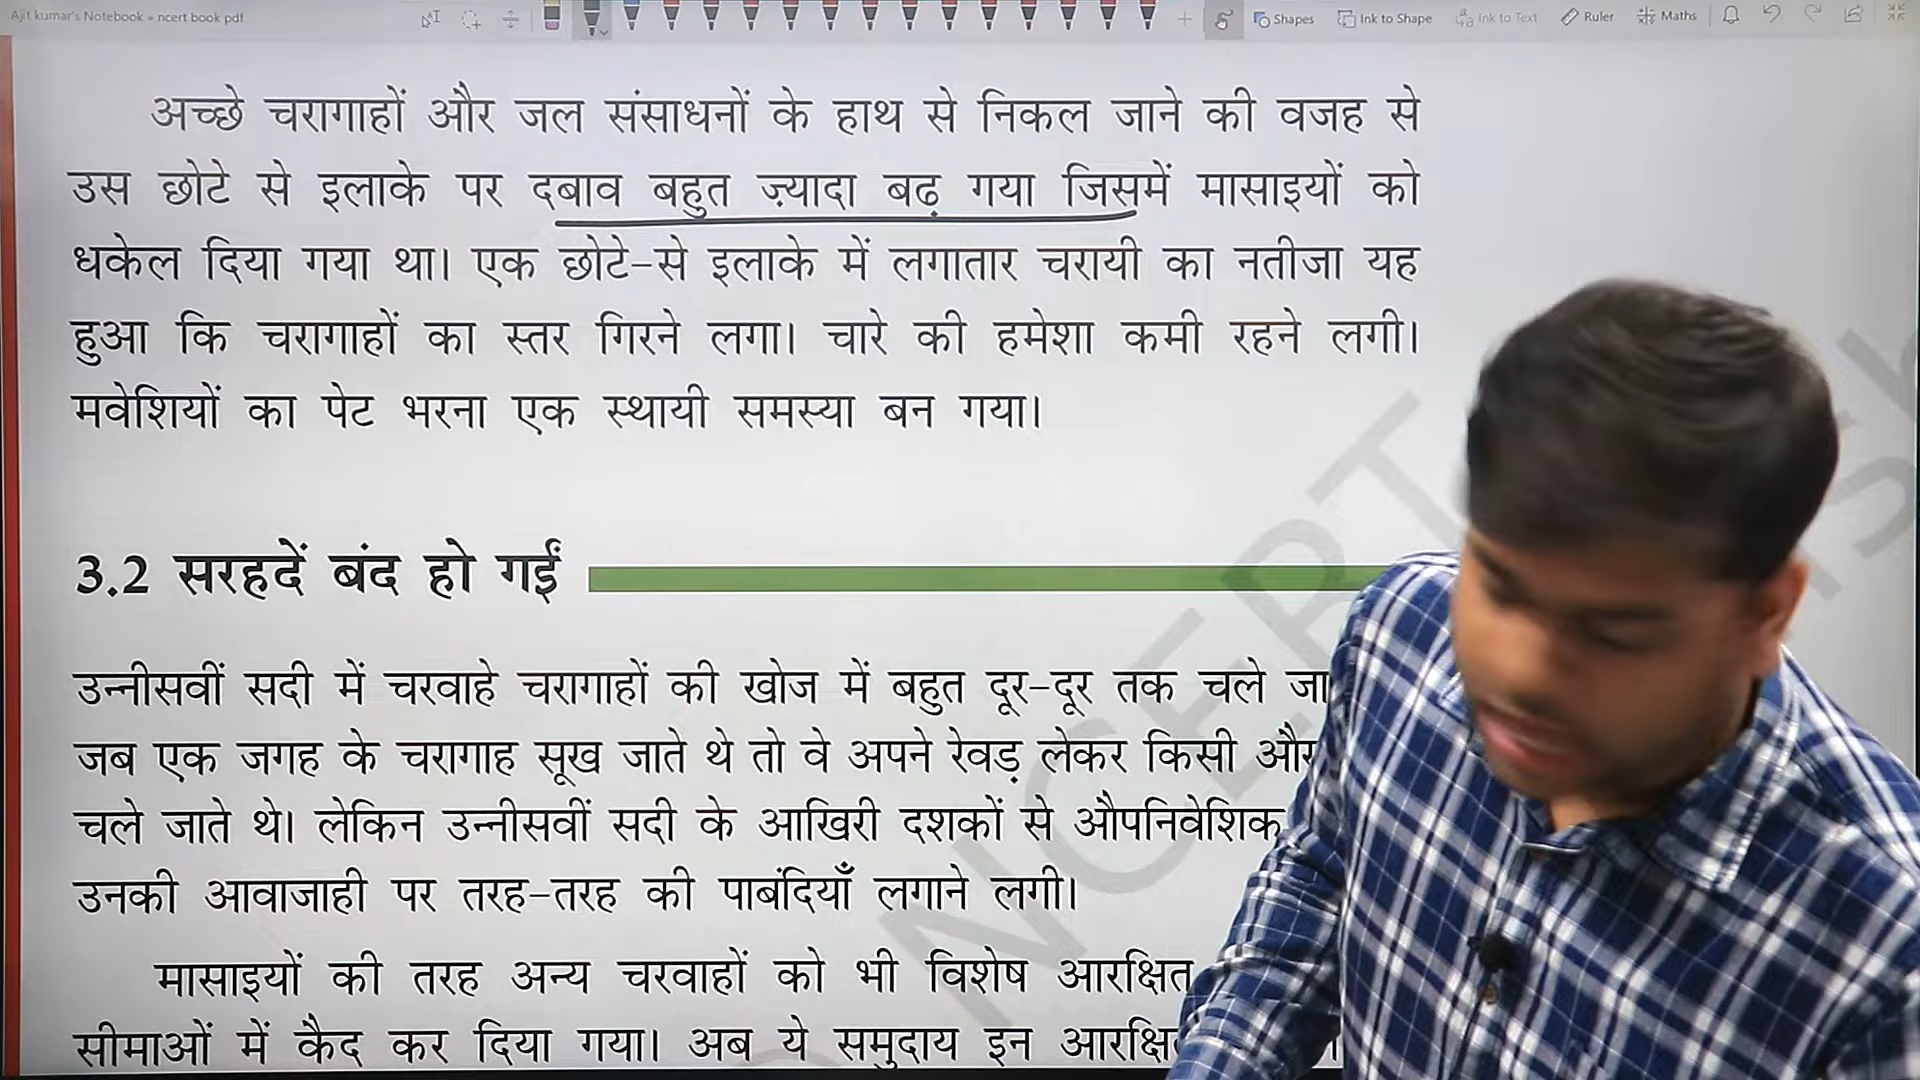 Ajit kumar's Notebook » ncert book pdf
Shapes Ink to Shape Ink to Text Ruler Maths
अच्छे चरागाहों और जल संसाधनों के हाथ से निकल जाने की वजह से
उस छोटे से इलाके पर दबाव बहुत ज़्यादा बढ़ गया जिसमें मासाइयों को
धकेल दिया गया था। एक छोटे-से इलाके में लगातार चरायी का नतीजा यह
हुआ कि चरागाहों का स्तर गिरने लगा। चारे की हमेशा कमी रहने लगी।
मवेशियों का पेट भरना एक स्थायी समस्या बन गया।
3.2 सरहदें बंद हो गईं
उन्नीसवीं सदी में चरवाहे चरागाहों की खोज में बहुत दूर-दूर तक चले जा
जब एक जगह के चरागाह सूख जाते थे तो वे अपने रेवड़ लेकर किसी और
चले जाते थे। लेकिन उन्नीसवीं सदी के आखिरी दशकों से औपनिवेशिक
उनकी आवाजाही पर तरह-तरह की पाबंदियाँ लगाने लगी।
मासाइयों की तरह अन्य चरवाहों को भी विशेष आरक्षित
सीमाओं में कैद कर दिया गया। अब ये समुदाय इन आरक्षि
NCERT